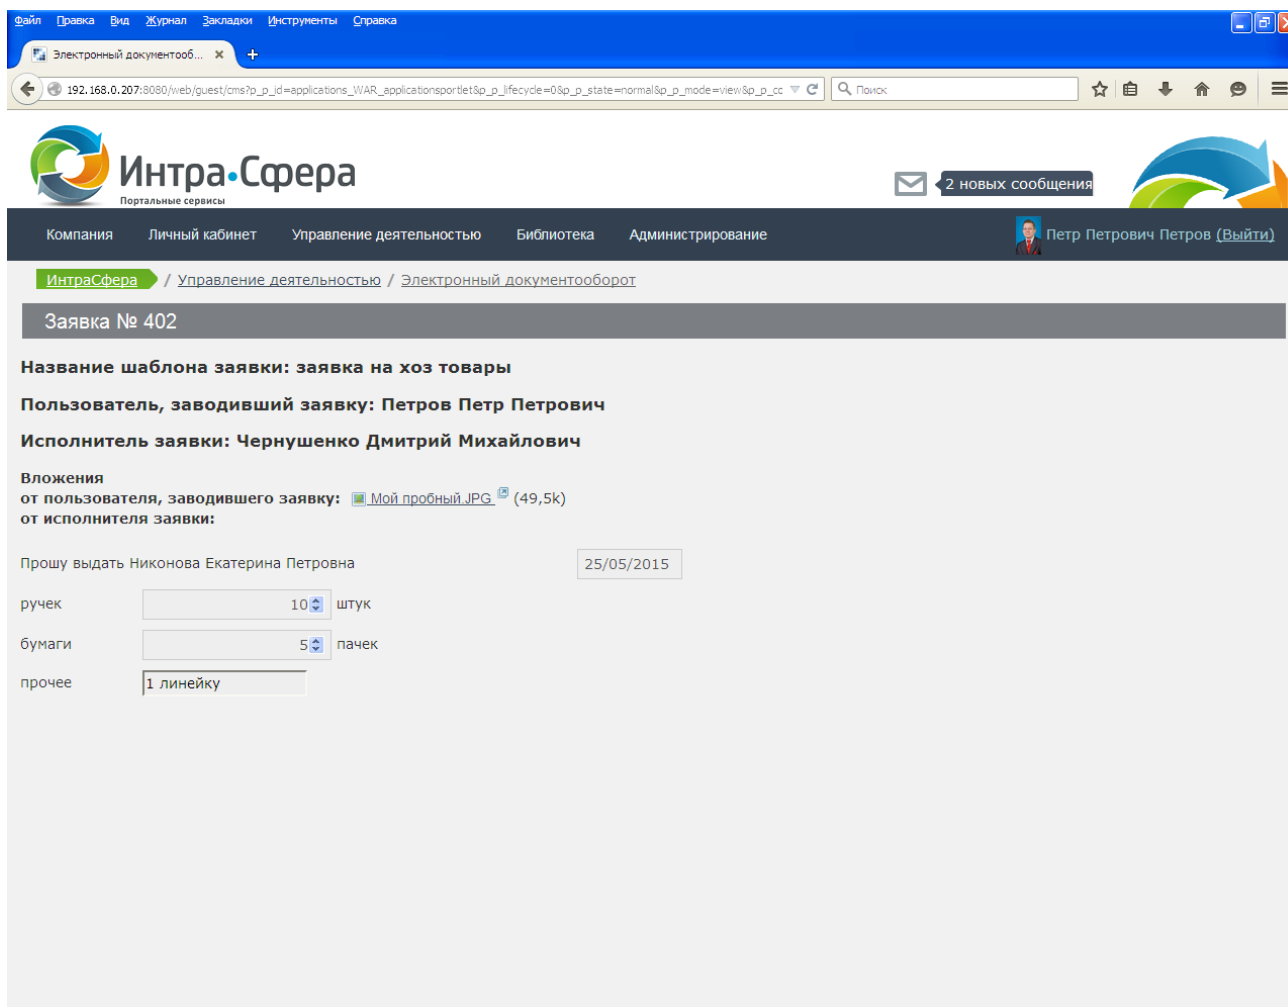 Файл Правка Вид Журнал Закладки Инструменты Справка
Электронный документооб...
192.168.0.207:8080/web/guest/cms?p_p_id=applications_WAR_applicationsportlet&p_p_lifecycle=0&p_p_state=normal&p_p_mode=view&p_p_cc Поиск
Интра•Сфера
Портальные сервисы
2 новых сообщения
Компания Личный кабинет Управление деятельностью Библиотека Администрирование Петр Петрович Петров (Выйти)
ИнтраСфера / Управление деятельностью / Электронный документооборот
Заявка № 402
Название шаблона заявки: заявка на хоз товары
Пользователь, заводивший заявку: Петров Петр Петрович
Исполнитель заявки: Чернушенко Дмитрий Михайлович
Вложения
от пользователя, заводившего заявку: Мой пробный.JPG (49,5k)
от исполнителя заявки:
Прошу выдать Никонова Екатерина Петровна 25/05/2015
ручек 10 штук
бумаги 5 пачек
прочее 1 линейку